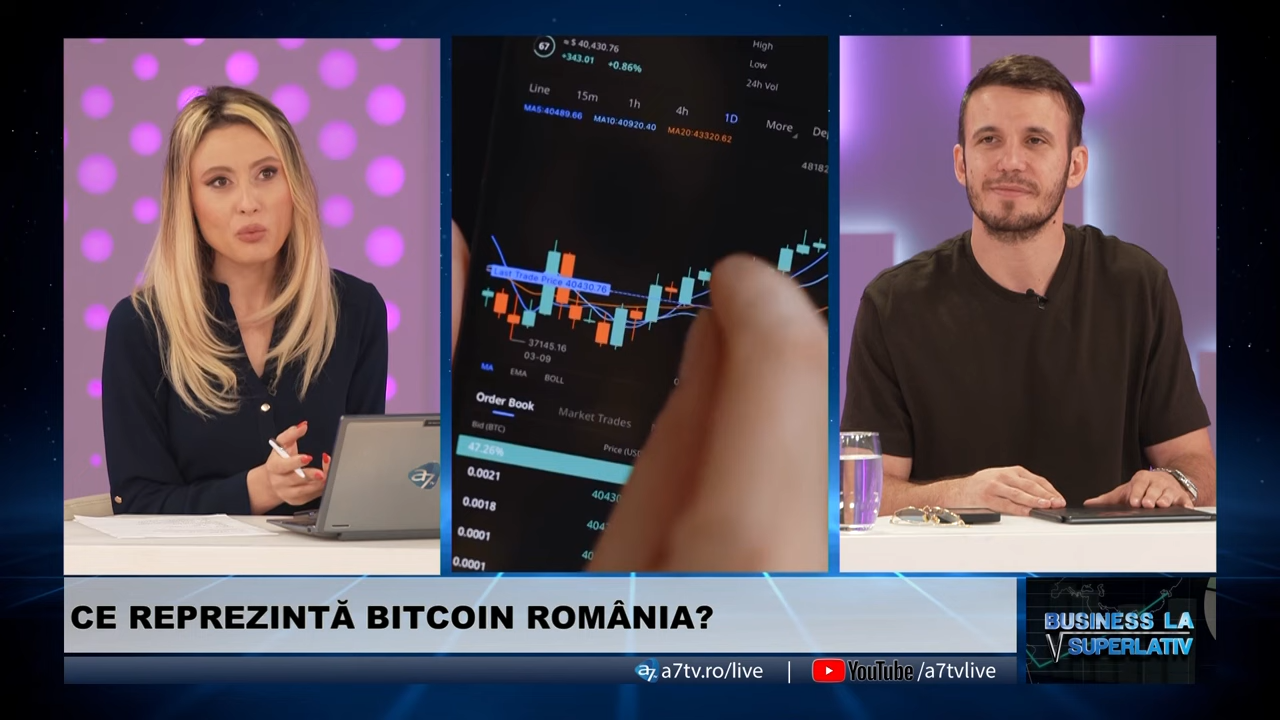 67
≈ $ 40,430.76
+343.01 +0.86%
High
Low
24h Vol
Line 15m 1h 4h 1D More
MA5:40489.66 MA10:40920.40 MA20:43320.62
48182
Last Trade Price 40430.76
37145.16
03-09
MA EMA BOLL
Order Book Market Trades
Bid (BTC)
47.26%
0.0021
0.0018
0.0001
0.0001
a7
CE REPREZINTĂ BITCOIN ROMÂNIA?
BUSINESS LA
SUPERLATIV
a7 a7tv.ro/live | YouTube /a7tvlive